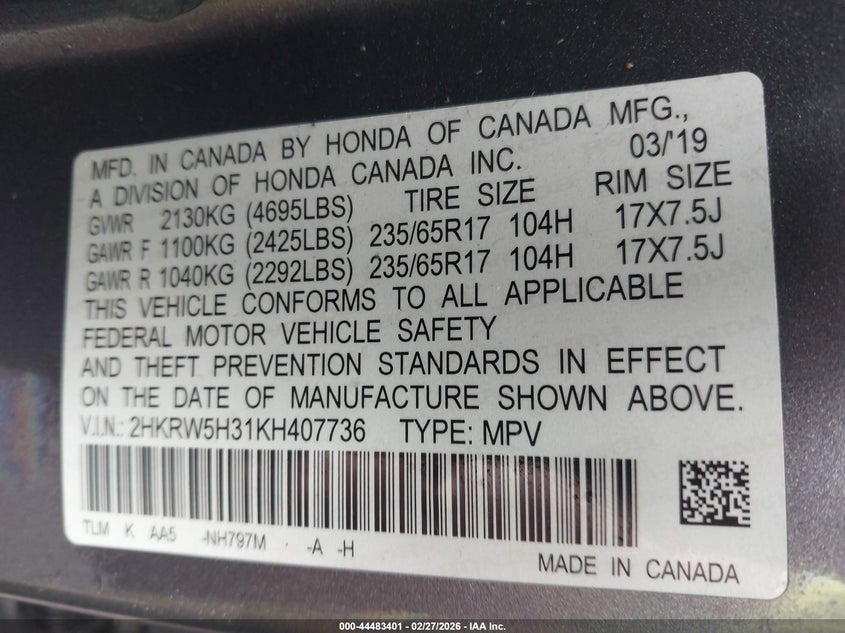 MFD. IN CANADA BY HONDA OF CANADA MFG.,
A DIVISION OF HONDA CANADA INC. 03/'19
GVWR 2130KG (4695LBS) TIRE SIZE RIM SIZE
GAWR F 1100KG (2425LBS) 235/65R17 104H 17X7.5J
GAWR R 1040KG (2292LBS) 235/65R17 104H 17X7.5J
THIS VEHICLE CONFORMS TO ALL APPLICABLE
FEDERAL MOTOR VEHICLE SAFETY
AND THEFT PREVENTION STANDARDS IN EFFECT
ON THE DATE OF MANUFACTURE SHOWN ABOVE.
V.I.N.: 2HKRW5H31KH407736 TYPE: MPV
TLM K AA5 -NH797M -A -H
MADE IN CANADA
000-44483401 - 02/27/2026 - IAA Inc.